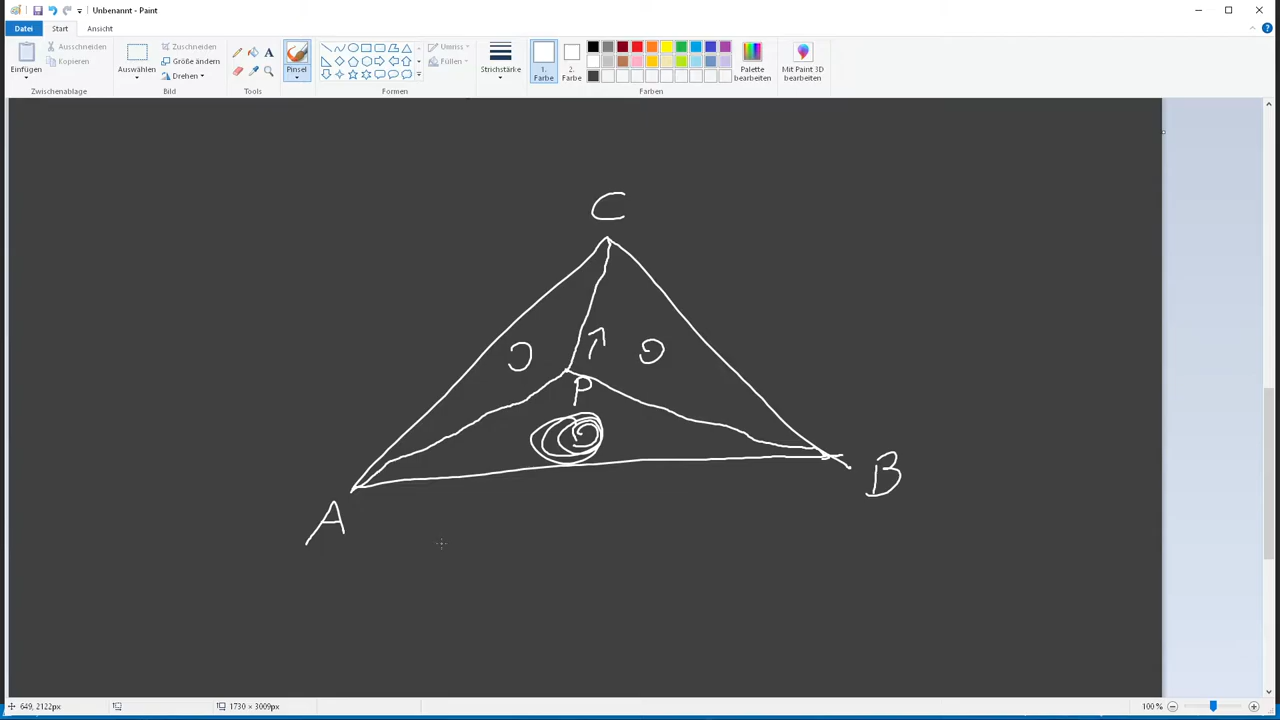 Unbenannt - Paint
Datei Start Ansicht
Einfügen
Ausschneiden
Kopieren
Zwischenablage
Auswählen
Zuschneiden
Größe ändern
Drehen
Bild
A
Tools
Pinsel
Umriss
Füllen
Formen
Strichstärke
1. Farbe
2. Farbe
Palette bearbeiten
Farben
Mit Paint 3D bearbeiten
C
P
B
A
649, 2122px
1730 × 3009px
100 %